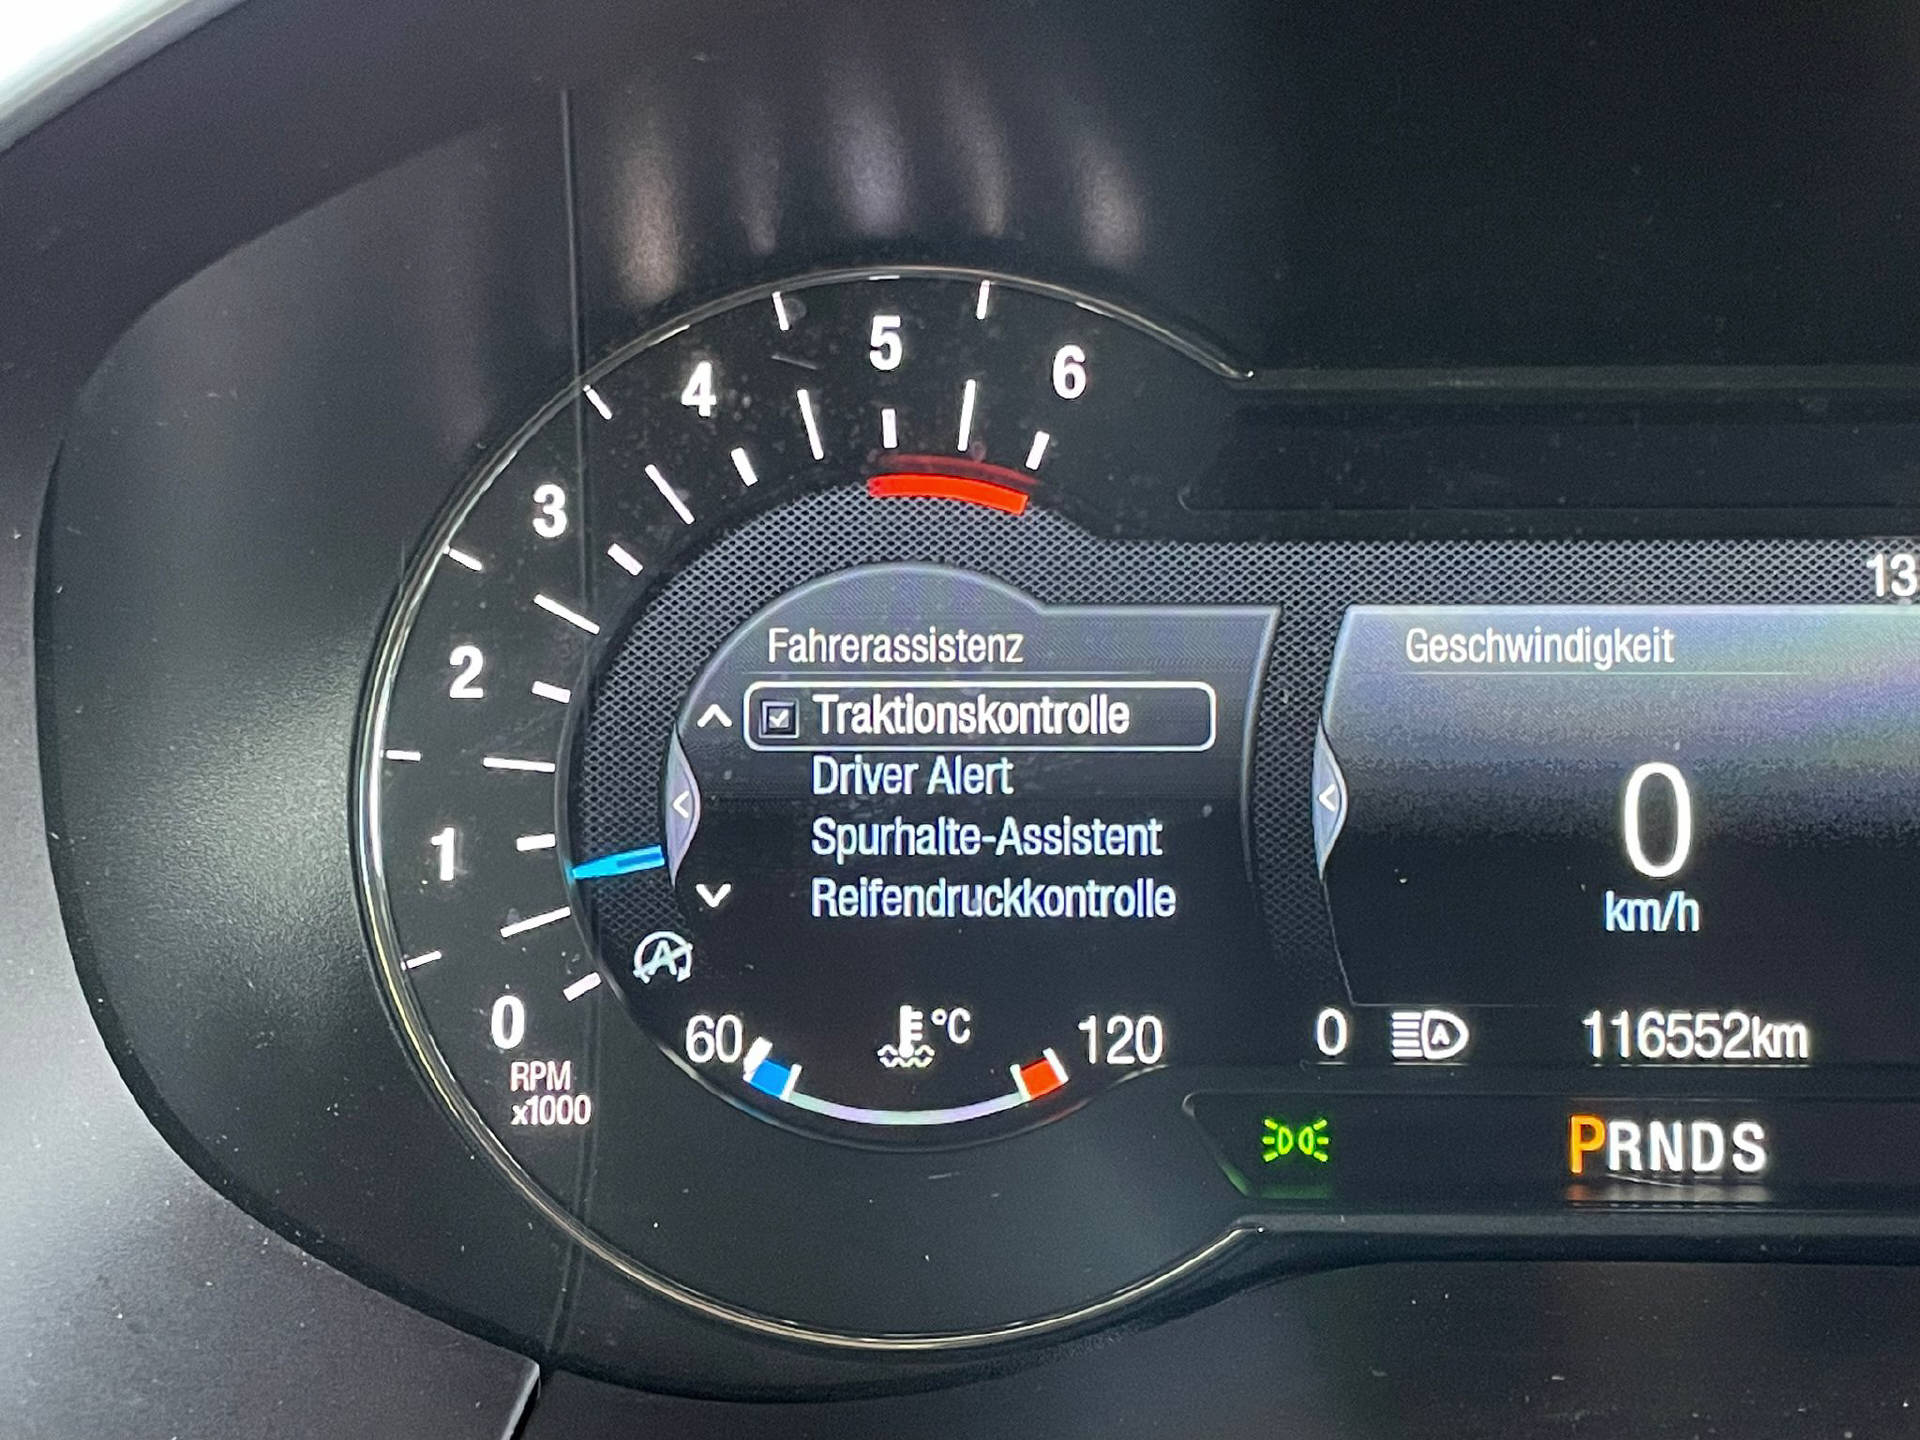 6
5
4
3
2
1
0
RPM
x1000
Fahrerassistenz
Traktionskontrolle
Driver Alert
Spurhalte-Assistent
Reifendruckkontrolle
A
60
°C
120
13
Geschwindigkeit
0
km/h
0
A
116552km
PRNDS